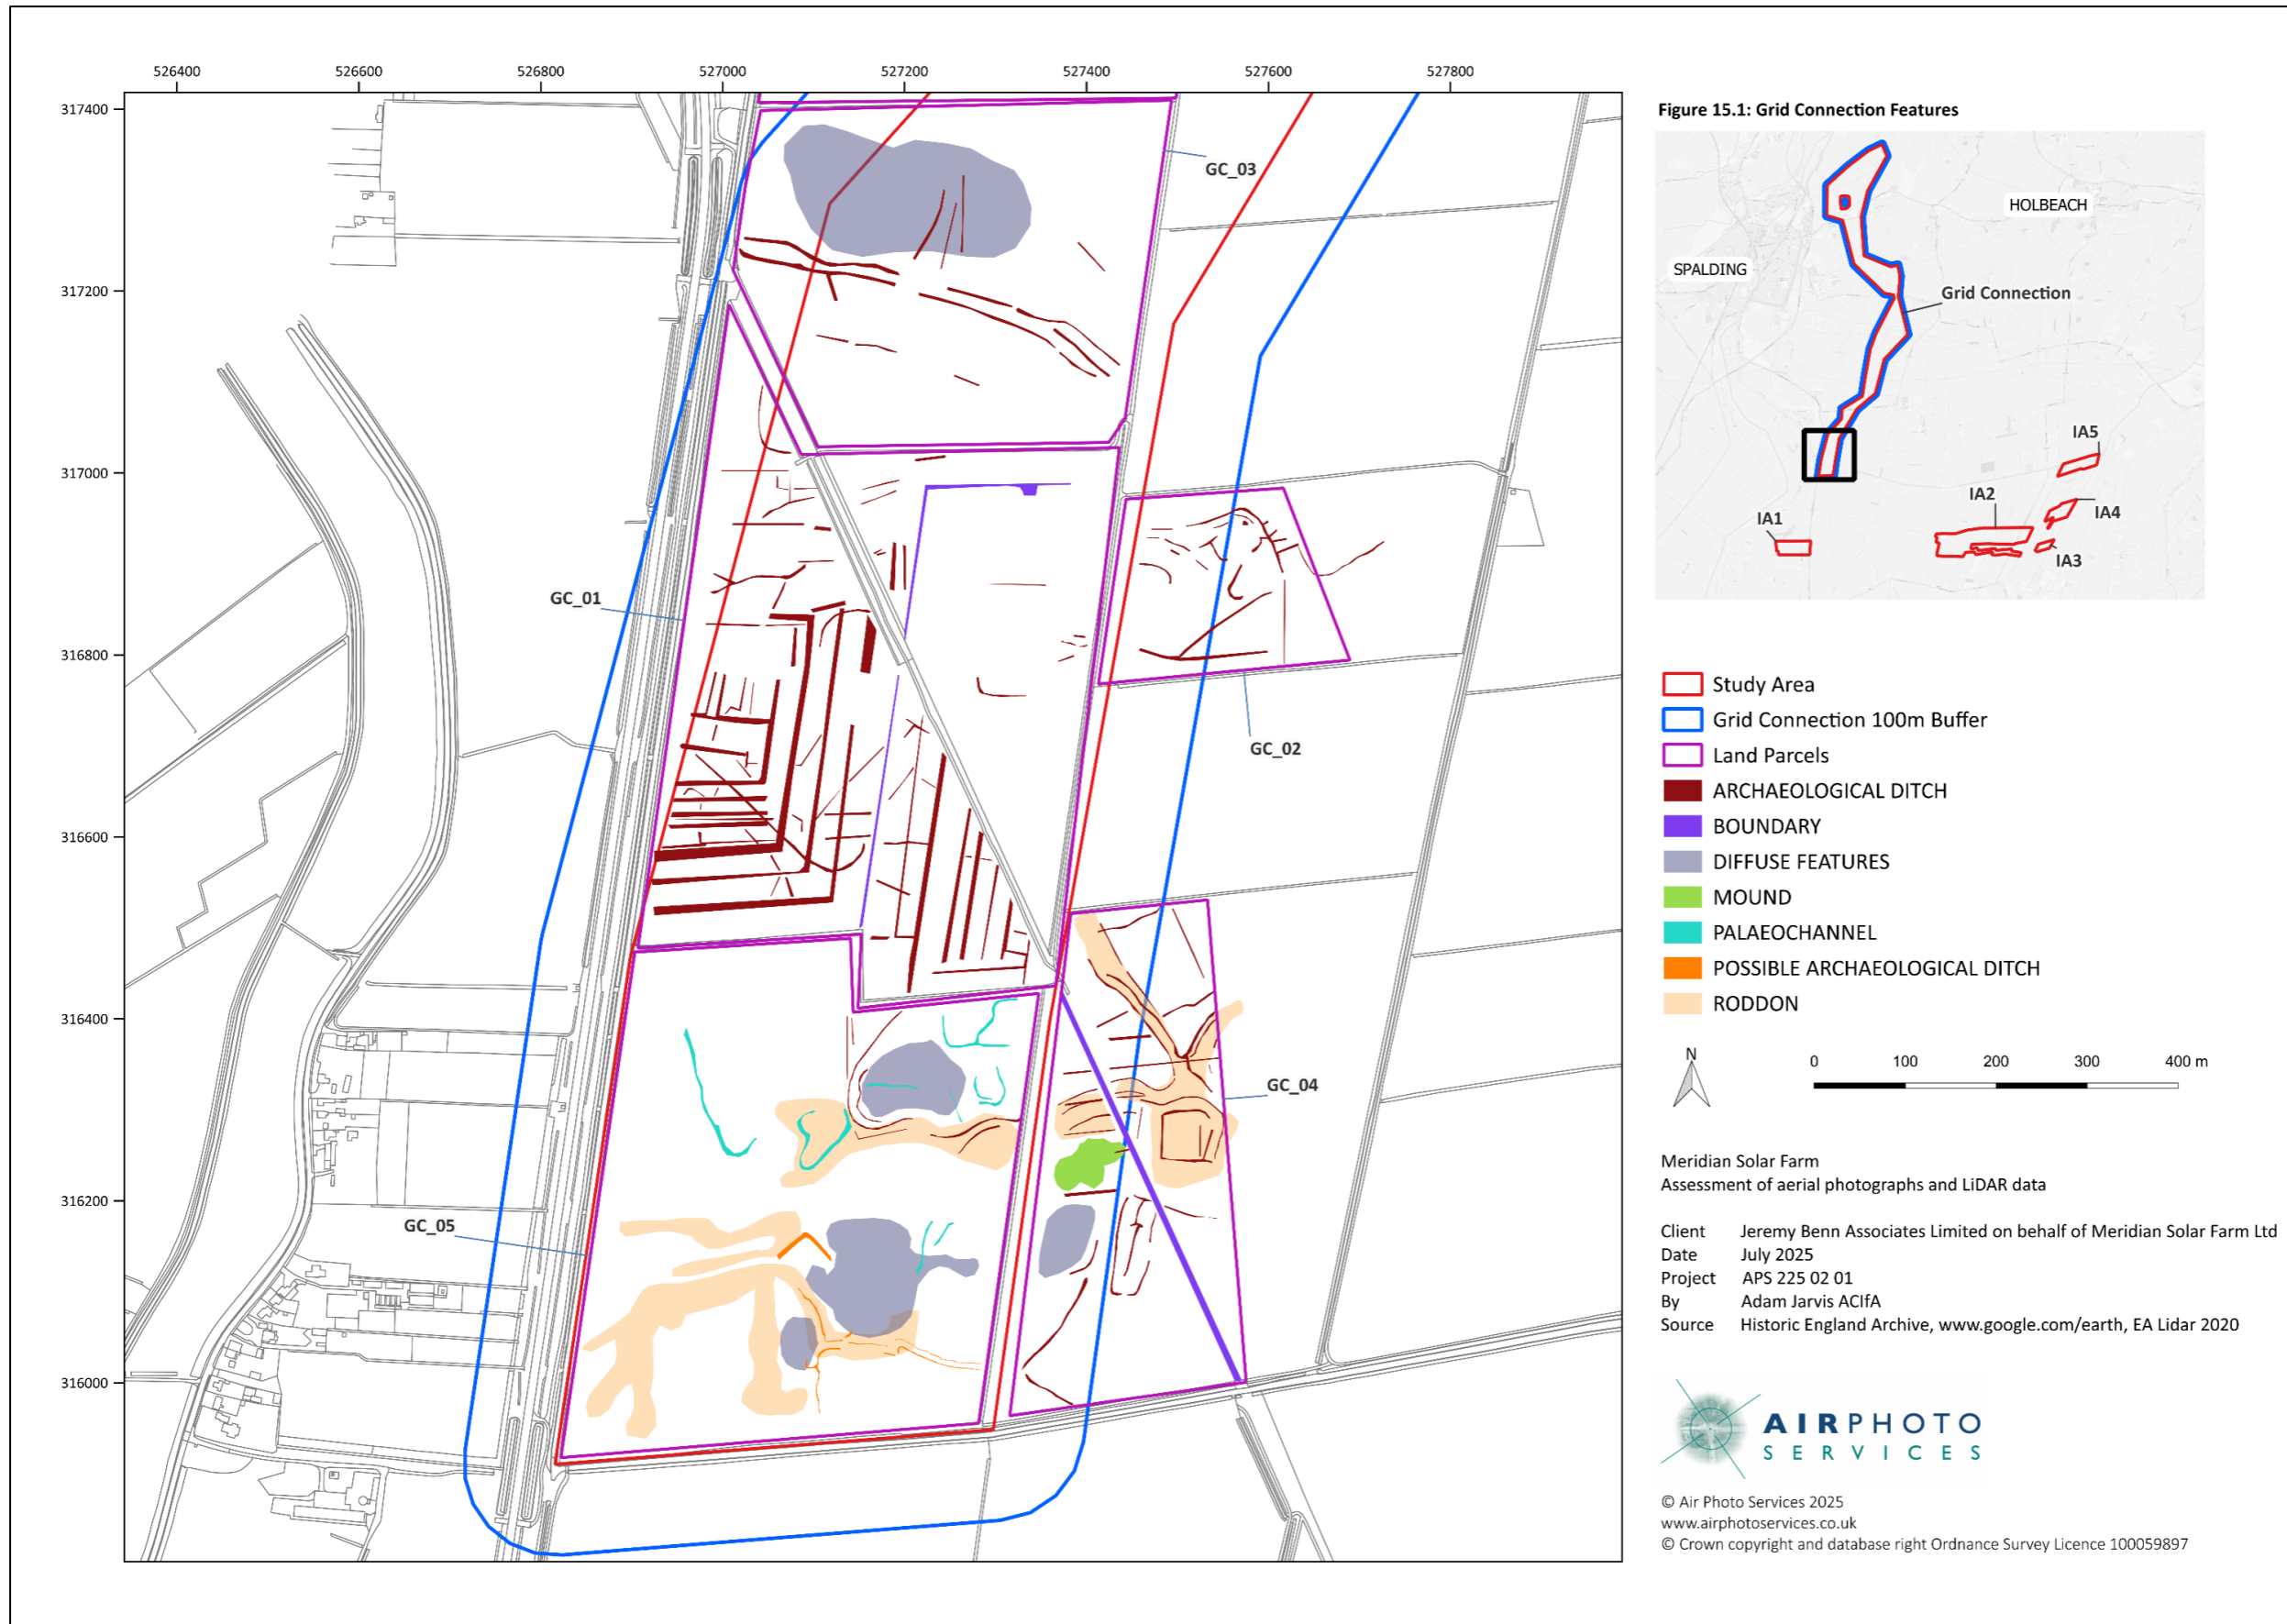 526400 526600 526800 527000 527200 527400 527600 527800
317400
317200
317000
316800
316600
316400
316200
316000
GC_03
GC_01
GC_02
GC_04
GC_05
Figure 15.1: Grid Connection Features
HOLBEACH
SPALDING
Grid Connection
IA5
IA2
IA4
IA1
IA3
Study Area
Grid Connection 100m Buffer
Land Parcels
ARCHAEOLOGICAL DITCH
BOUNDARY
DIFFUSE FEATURES
MOUND
PALAEOCHANNEL
POSSIBLE ARCHAEOLOGICAL DITCH
RODDON
N
0 100 200 300 400 m
Meridian Solar Farm
Assessment of aerial photographs and LiDAR data
Client Jeremy Benn Associates Limited on behalf of Meridian Solar Farm Ltd
Date July 2025
Project APS 225 02 01
By Adam Jarvis ACIfA
Source Historic England Archive, www.google.com/earth, EA Lidar 2020
AIRPHOTO
SERVICES
© Air Photo Services 2025
www.airphotoservices.co.uk
© Crown copyright and database right Ordnance Survey Licence 100059897